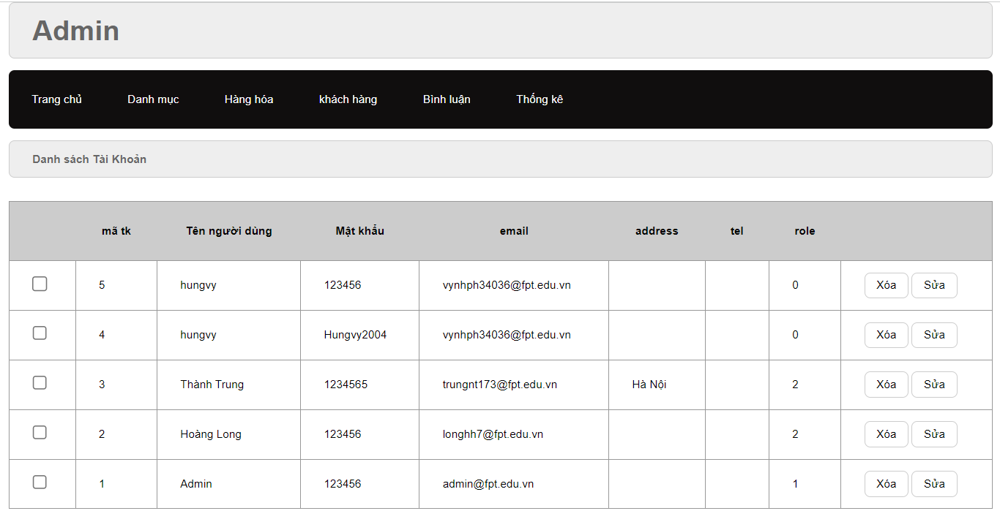 Admin
Trang chủ Danh mục Hàng hóa khách hàng Bình luận Thống kê
Danh sách Tài Khoản
mã tk Tên người dùng Mật khẩu email address tel role
5 hungvy 123456 vynhph34036@fpt.edu.vn 0 Xóa Sửa
4 hungvy Hungvy2004 vynhph34036@fpt.edu.vn 0 Xóa Sửa
3 Thành Trung 1234565 trungnt173@fpt.edu.vn Hà Nội 2 Xóa Sửa
2 Hoàng Long 123456 longhh7@fpt.edu.vn 2 Xóa Sửa
1 Admin 123456 admin@fpt.edu.vn 1 Xóa Sửa